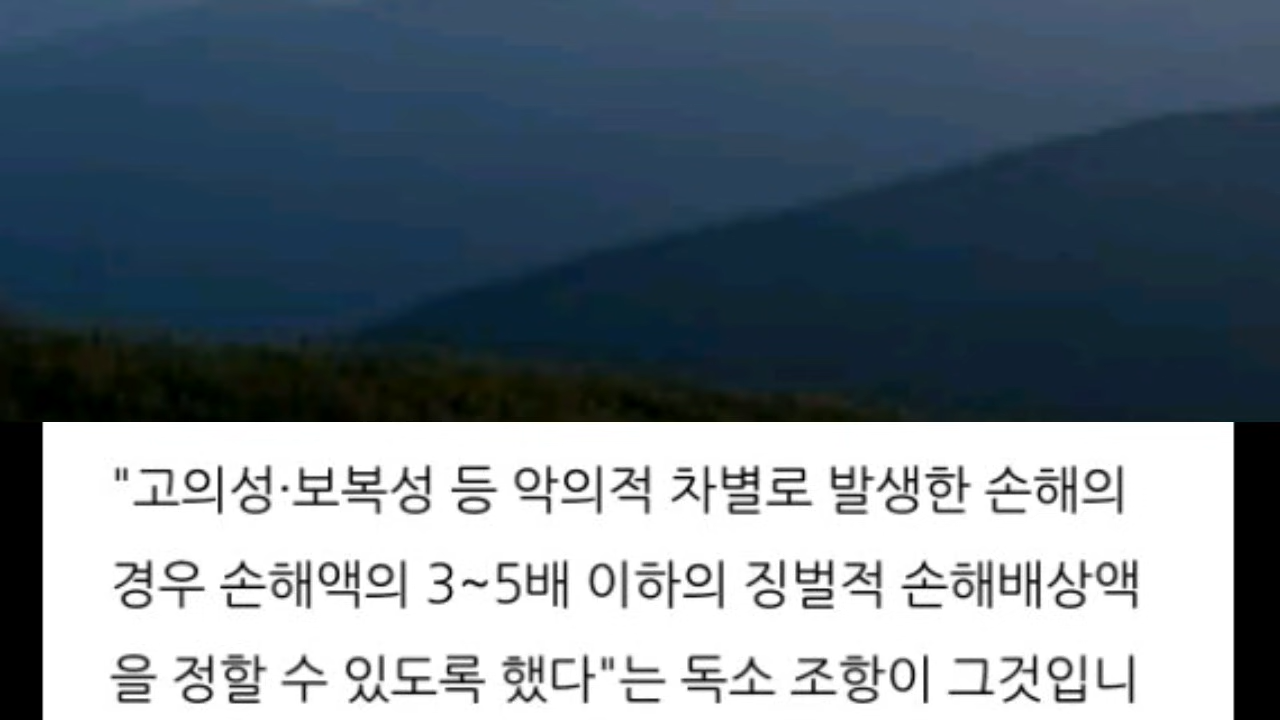 "고의성·보복성 등 악의적 차별로 발생한 손해의
경우 손해액의 3~5배 이하의 징벌적 손해배상액
을 정할 수 있도록 했다"는 독소 조항이 그것입니